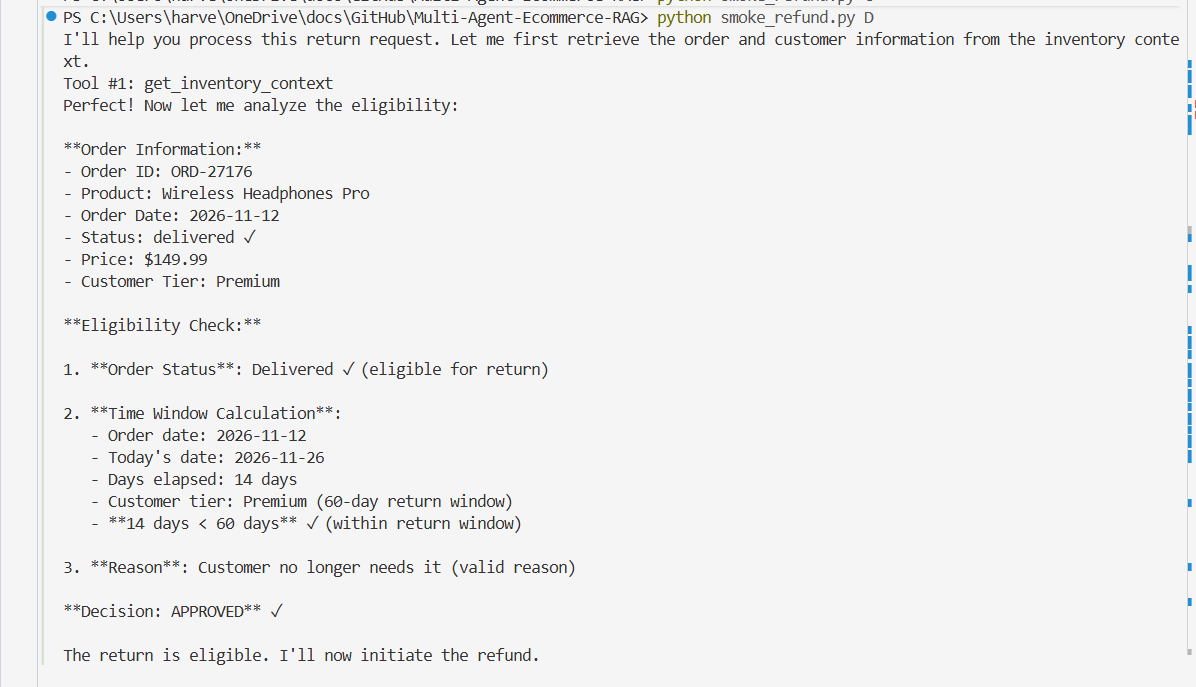 PS C:\Users\harve\OneDrive\docs\GitHub\Multi-Agent-Ecommerce-RAG> python smoke_refund.py D
I'll help you process this return request. Let me first retrieve the order and customer information from the inventory conte
xt.
Tool #1: get_inventory_context
Perfect! Now let me analyze the eligibility:
**Order Information:**
- Order ID: ORD-27176
- Product: Wireless Headphones Pro
- Order Date: 2026-11-12
- Status: delivered ✓
- Price: $149.99
- Customer Tier: Premium
**Eligibility Check:**
1. **Order Status**: Delivered ✓ (eligible for return)
2. **Time Window Calculation**:
- Order date: 2026-11-12
- Today's date: 2026-11-26
- Days elapsed: 14 days
- Customer tier: Premium (60-day return window)
- **14 days < 60 days** ✓ (within return window)
3. **Reason**: Customer no longer needs it (valid reason)
**Decision: APPROVED** ✓
The return is eligible. I'll now initiate the refund.